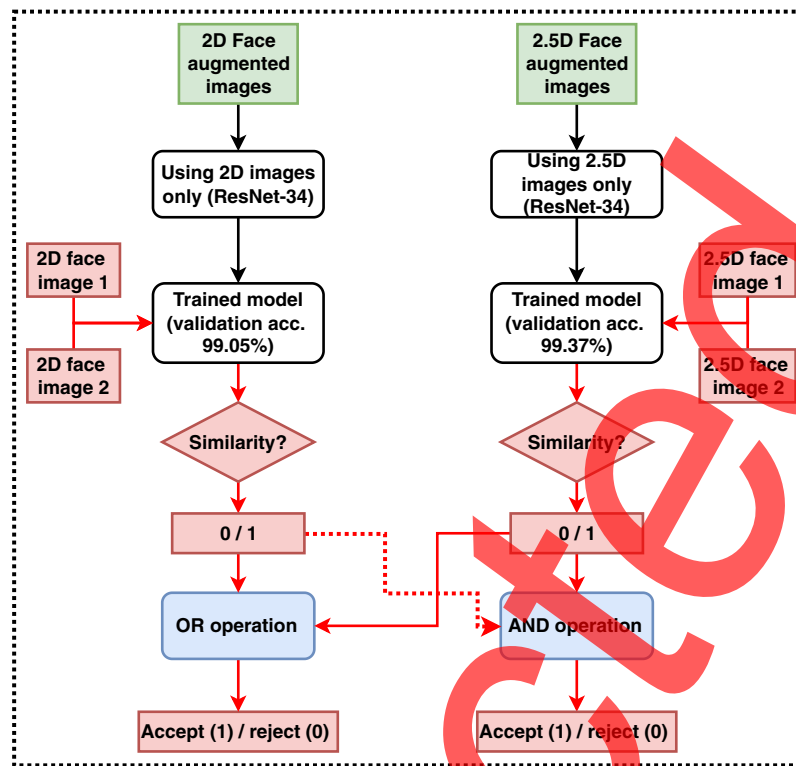 2D Face
augmented
images
2.5D Face
augmented
images
Using 2D images
only (ResNet-34)
Using 2.5D
images only
(ResNet-34)
2D face
image 1
2D face
image 2
Trained model
(validation acc.
99.05%)
Trained model
(validation acc.
99.37%)
2.5D face
image 1
2.5D face
image 2
Similarity?
Similarity?
0 / 1
0 / 1
OR operation
AND operation
Accept (1) / reject (0)
Accept (1) / reject (0)
cted